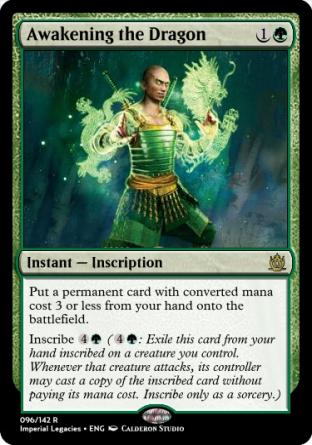 Awakening the Dragon 1
Instant — Inscription
Put a permanent card with converted mana
cost 3 or less from your hand onto the
battlefield.
Inscribe 4 ( 4 : Exile this card from your
hand inscribed on a creature you control.
Whenever that creature attacks, its controller
may cast a copy of the inscribed card without
paying its mana cost. Inscribe only as a sorcery.)
096/142 R
Imperial Legacies • ENG Calderon Studio